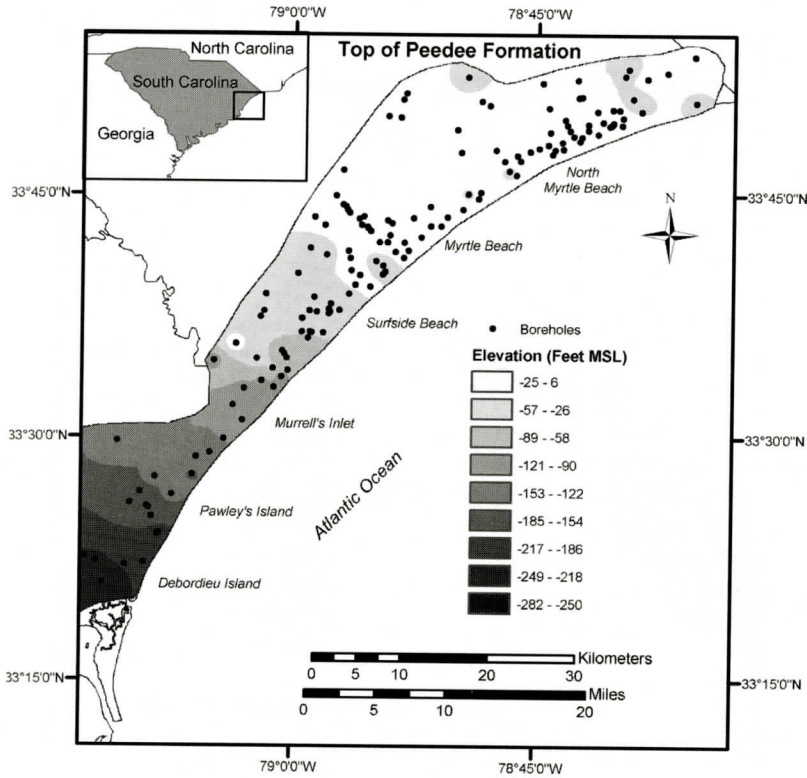 79°0'0"W 78°45'0"W
North Carolina
South Carolina
Georgia
Top of Peedee Formation
33°45'0"N
33°45'0"N
N
North
Myrtle Beach
Myrtle Beach
Surfside Beach
Boreholes
Elevation (Feet MSL)
-25 - 6
-57 - -26
-89 - -58
-121 - -90
-153 - -122
-185 - -154
-217 - -186
-249 - -218
-282 - -250
Murrell's Inlet
33°30'0"N
33°30'0"N
Atlantic Ocean
Pawley's Island
Debordieu Island
33°15'0"N
33°15'0"N
Kilometers
0 5 10 20 30
Miles
0 5 10 20
79°0'0"W 78°45'0"W